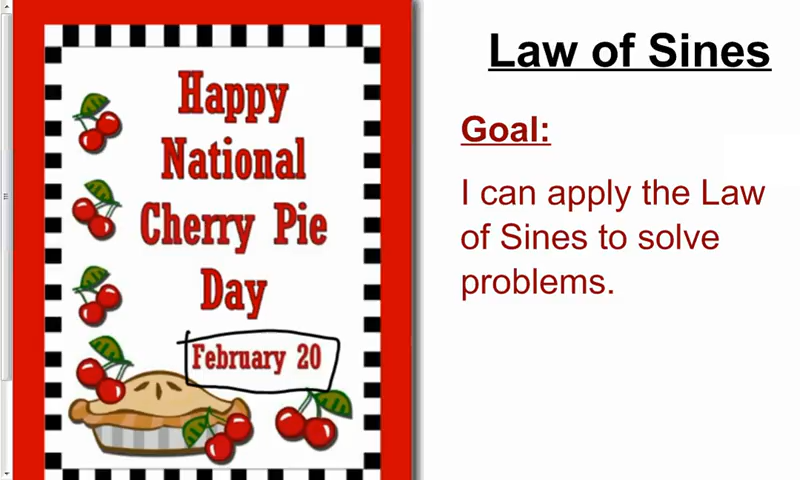 Happy
National
Cherry Pie
Day
February 20
Law of Sines
Goal:
I can apply the Law
of Sines to solve
problems.